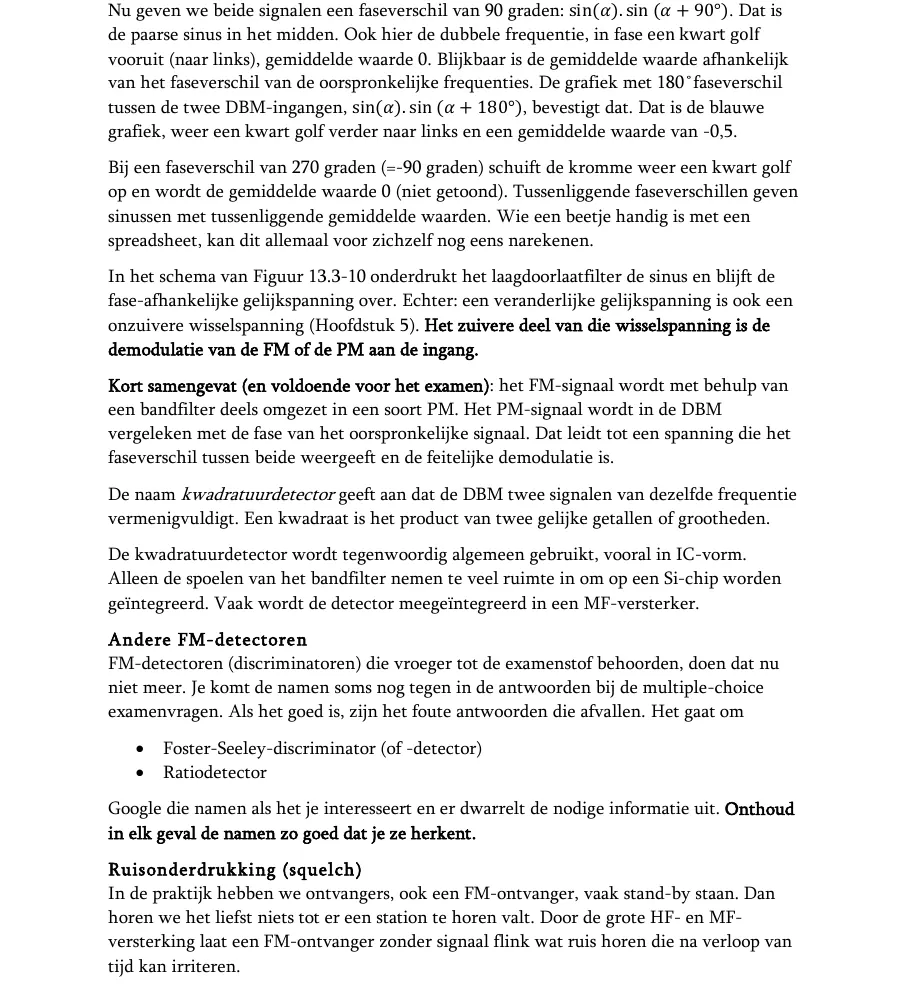 Nu geven we beide signalen een faseverschil van 90 graden: sin(α). sin (α + 90°). Dat is
de paarse sinus in het midden. Ook hier de dubbele frequentie, in fase een kwart golf
vooruit (naar links), gemiddelde waarde 0. Blijkbaar is de gemiddelde waarde afhankelijk
van het faseverschil van de oorspronkelijke frequenties. De grafiek met 180˚faseverschil
tussen de twee DBM-ingangen, sin(α). sin (α + 180°), bevestigt dat. Dat is de blauwe
grafiek, weer een kwart golf verder naar links en een gemiddelde waarde van -0,5.
Bij een faseverschil van 270 graden (=-90 graden) schuift de kromme weer een kwart golf
op en wordt de gemiddelde waarde 0 (niet getoond). Tussenliggende faseverschillen geven
sinussen met tussenliggende gemiddelde waarden. Wie een beetje handig is met een
spreadsheet, kan dit allemaal voor zichzelf nog eens narekenen.
In het schema van Figuur 13.3-10 onderdrukt het laagdoorlaatfilter de sinus en blijft de
fase-afhankelijke gelijkspanning over. Echter: een veranderlijke gelijkspanning is ook een
onzuivere wisselspanning (Hoofdstuk 5). Het zuivere deel van die wisselspanning is de
demodulatie van de FM of de PM aan de ingang.
Kort samengevat (en voldoende voor het examen): het FM-signaal wordt met behulp van
een bandfilter deels omgezet in een soort PM. Het PM-signaal wordt in de DBM
vergeleken met de fase van het oorspronkelijke signaal. Dat leidt tot een spanning die het
faseverschil tussen beide weergeeft en de feitelijke demodulatie is.
De naam kwadratuurdetector geeft aan dat de DBM twee signalen van dezelfde frequentie
vermenigvuldigt. Een kwadraat is het product van twee gelijke getallen of grootheden.
De kwadratuurdetector wordt tegenwoordig algemeen gebruikt, vooral in IC-vorm.
Alleen de spoelen van het bandfilter nemen te veel ruimte in om op een Si-chip worden
geïntegreerd. Vaak wordt de detector meegeïntegreerd in een MF-versterker.
Andere FM-detectoren
FM-detectoren (discriminatoren) die vroeger tot de examenstof behoorden, doen dat nu
niet meer. Je komt de namen soms nog tegen in de antwoorden bij de multiple-choice
examenvragen. Als het goed is, zijn het foute antwoorden die afvallen. Het gaat om
• Foster-Seeley-discriminator (of -detector)
• Ratiodetector
Google die namen als het je interesseert en er dwarrelt de nodige informatie uit. Onthoud
in elk geval de namen zo goed dat je ze herkent.
Ruisonderdrukking (squelch)
In de praktijk hebben we ontvangers, ook een FM-ontvanger, vaak stand-by staan. Dan
horen we het liefst niets tot er een station te horen valt. Door de grote HF- en MF-
versterking laat een FM-ontvanger zonder signaal flink wat ruis horen die na verloop van
tijd kan irriteren.